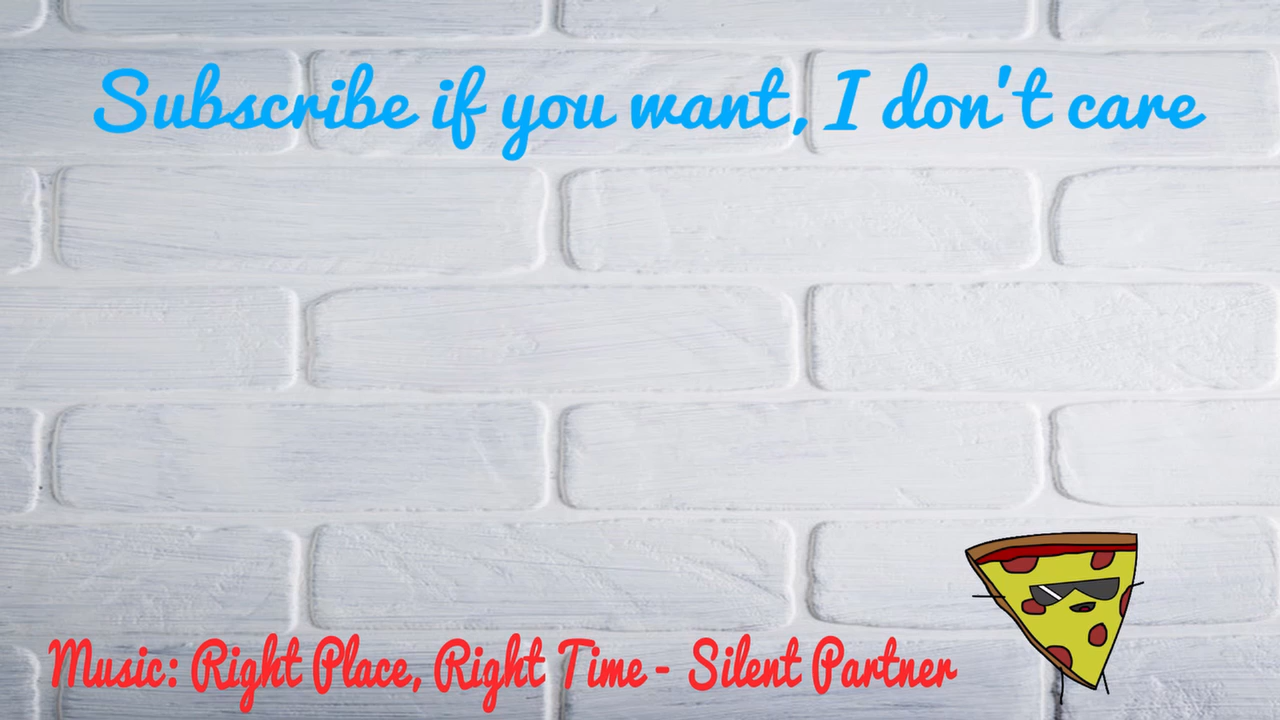 Subscribe if you want, I don't care
Music: Right Place, Right Time - Silent Partner